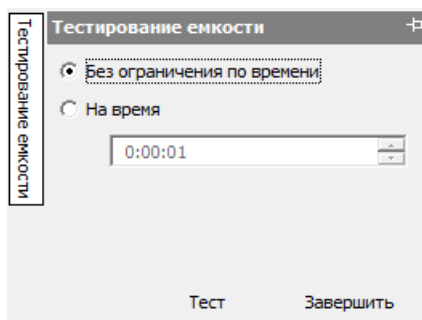 Тестирование емкости
Тестирование емкости
Без ограничения по времени
На время
0:00:01
Тест Завершить